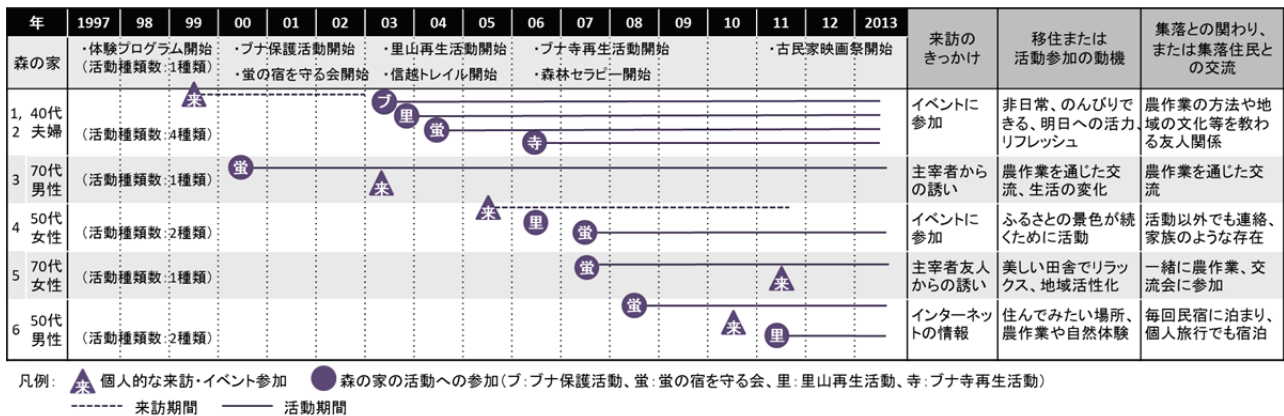 年 1997 98 99 00 01 02 03 04 05 06 07 08 09 10 11 12 2013
来訪の
きっかけ
移住または
活動参加の動機
集落との関わり、
または集落住民と
の交流
森の家
・体験プログラム開始
(活動種類数:1種類)
・ブナ保護活動開始
・蛍の宿を守る会開始
・里山再生活動開始
・信越トレイル開始
・ブナ寺再生活動開始
・森林セラピー開始
・古民家映画祭開始
1, 40代
2 夫婦
(活動種類数:4種類)
来
ブ
里
蛍
寺
イベントに
参加
非日常、のんびりで
きる、明日への活力、
リフレッシュ
農作業の方法や地
域の文化等を教わ
る友人関係
3 70代
男性
(活動種類数:1種類)
蛍
来
主宰者から
の誘い
農作業を通じた交
流、生活の変化
農作業を通じた交
流
4 50代
女性
(活動種類数:2種類)
来
里
蛍
イベントに
参加
ふるさとの景色が続
くために活動
活動以外でも連絡、
家族のような存在
5 70代
女性
(活動種類数:1種類)
蛍
来
主宰者友人
からの誘い
美しい田舎でリラッ
クス、地域活性化
一緒に農作業、交
流会に参加
6 50代
男性
(活動種類数:2種類)
蛍
来
里
インターネッ
トの情報
住んでみたい場所、
農作業や自然体験
毎回民宿に泊まり、
個人旅行でも宿泊
凡例: 来 個人的な来訪・イベント参加 森の家の活動への参加(ブ:ブナ保護活動、蛍:蛍の宿を守る会、里:里山再生活動、寺:ブナ寺再生活動)
来訪期間 活動期間